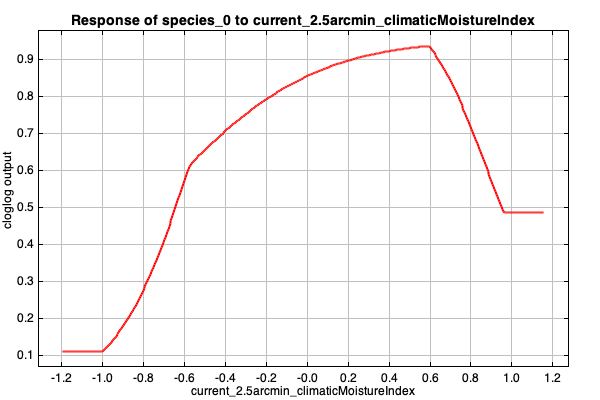 Response of species_0 to current_2.5arcmin_climaticMoistureIndex
cloglog output
0.9
0.8
0.7
0.6
0.5
0.4
0.3
0.2
0.1
-1.2 -1.0 -0.8 -0.6 -0.4 -0.2 -0.0 0.2 0.4 0.6 0.8 1.0 1.2
current_2.5arcmin_climaticMoistureIndex